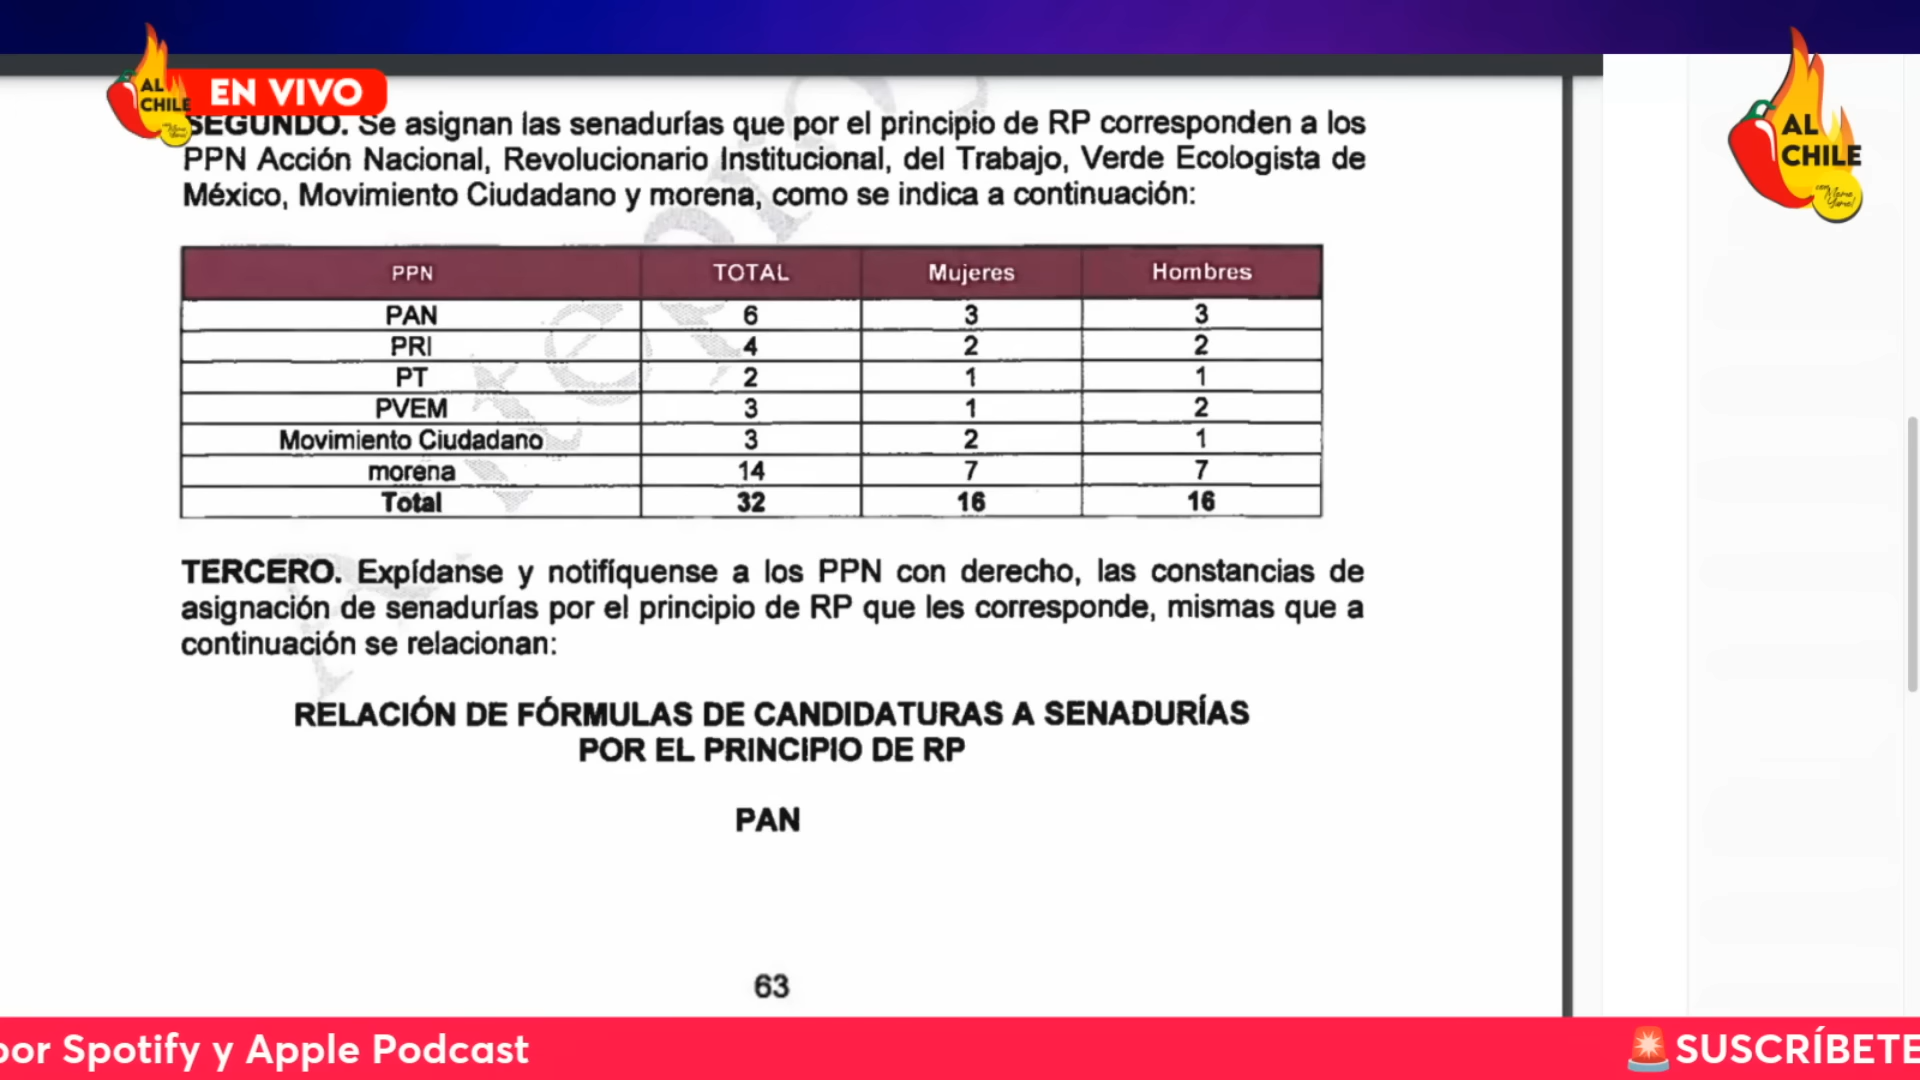 AL CHILE EN VIVO
SEGUNDO. Se asignan las senadurías que por el principio de RP corresponden a los
PPN Acción Nacional, Revolucionario Institucional, del Trabajo, Verde Ecologista de
México, Movimiento Ciudadano y morena, como se indica a continuación:
AL
CHILE
PPN TOTAL Mujeres Hombres
PAN 6 3 3
PRI 4 2 2
PT 2 1 1
PVEM 3 1 2
Movimiento Ciudadano 3 2 1
morena 14 7 7
Total 32 16 16
TERCERO. Expídanse y notifíquense a los PPN con derecho, las constancias de
asignación de senadurías por el principio de RP que les corresponde, mismas que a
continuación se relacionan:
RELACIÓN DE FÓRMULAS DE CANDIDATURAS A SENADURÍAS
POR EL PRINCIPIO DE RP
PAN
63
por Spotify y Apple Podcast
SUSCRÍBETE